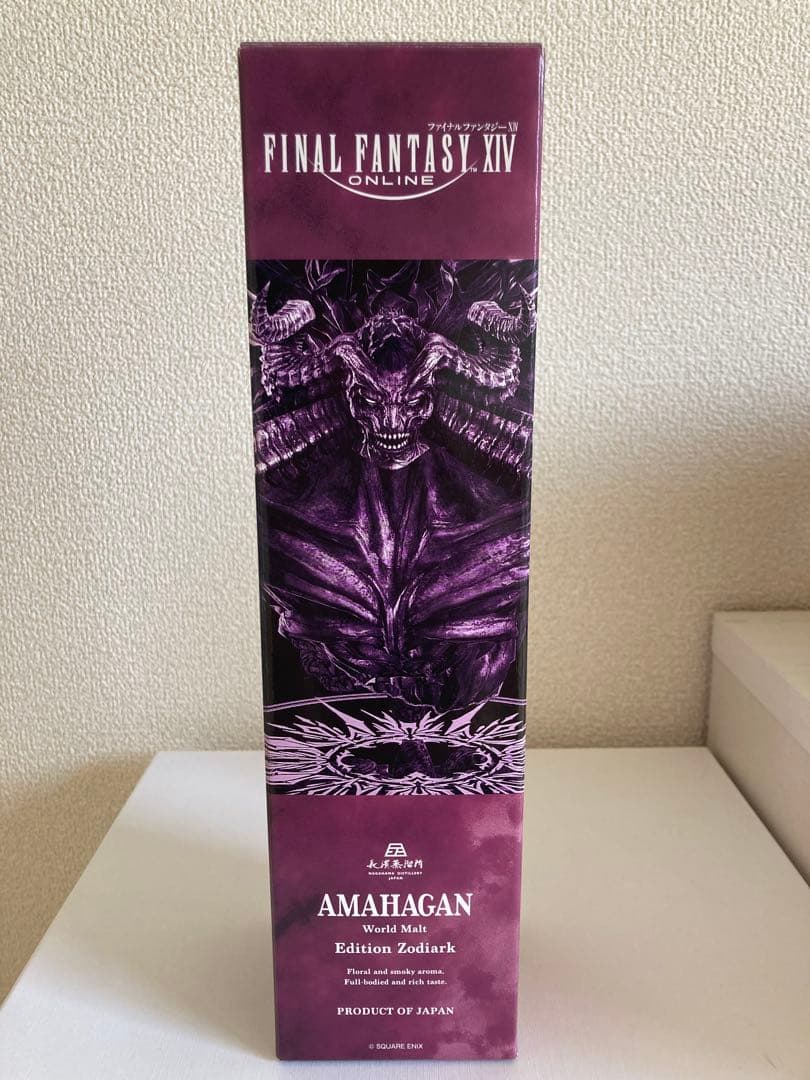 ファイナルファンタジーXIV
FINAL FANTASY XIV
TM
ONLINE
長濱蒸溜所
NAGAHAMA DISTILLERY
JAPAN
AMAHAGAN
World Malt
Edition Zodiark
Floral and smoky aroma.
Full-bodied and rich taste.
PRODUCT OF JAPAN
© SQUARE ENIX